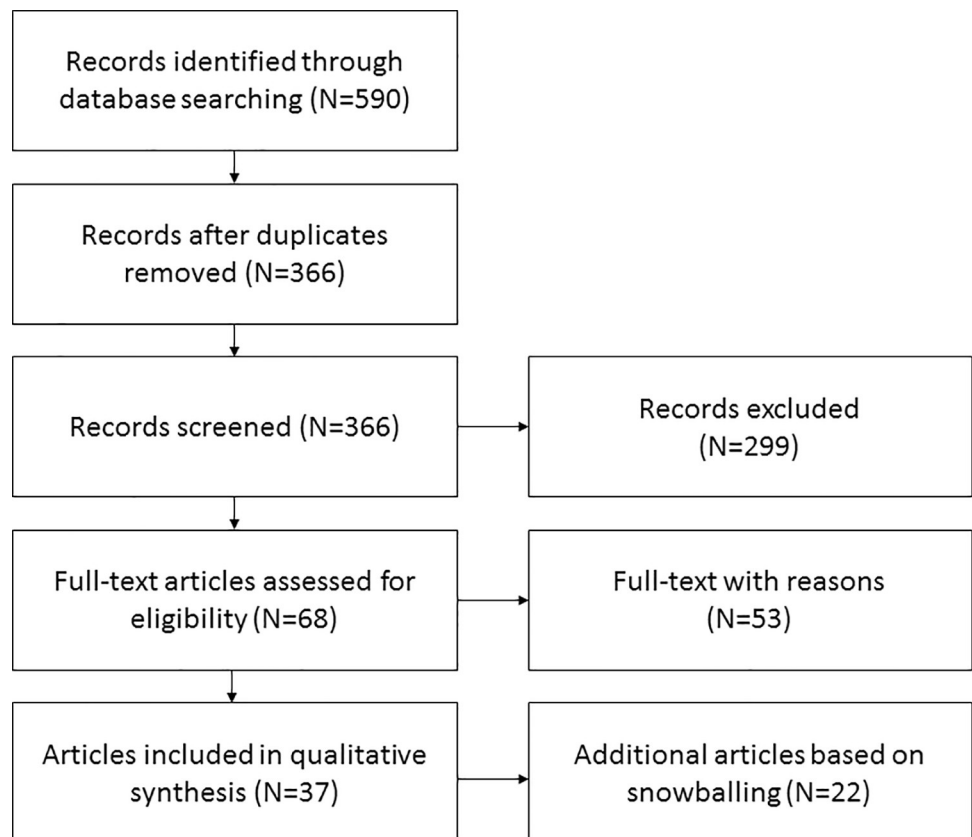 Records identified through
database searching (N=590)
Records after duplicates
removed (N=366)
Records screened (N=366)
Records excluded
(N=299)
Full-text articles assessed for
eligibility (N=68)
Full-text with reasons
(N=53)
Articles included in qualitative
synthesis (N=37)
Additional articles based on
snowballing (N=22)